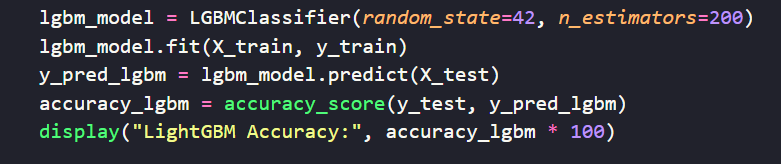 lgbm_model = LGBMClassifier(random_state=42, n_estimators=200)
lgbm_model.fit(X_train, y_train)
y_pred_lgbm = lgbm_model.predict(X_test)
accuracy_lgbm = accuracy_score(y_test, y_pred_lgbm)
display("LightGBM Accuracy:", accuracy_lgbm * 100)